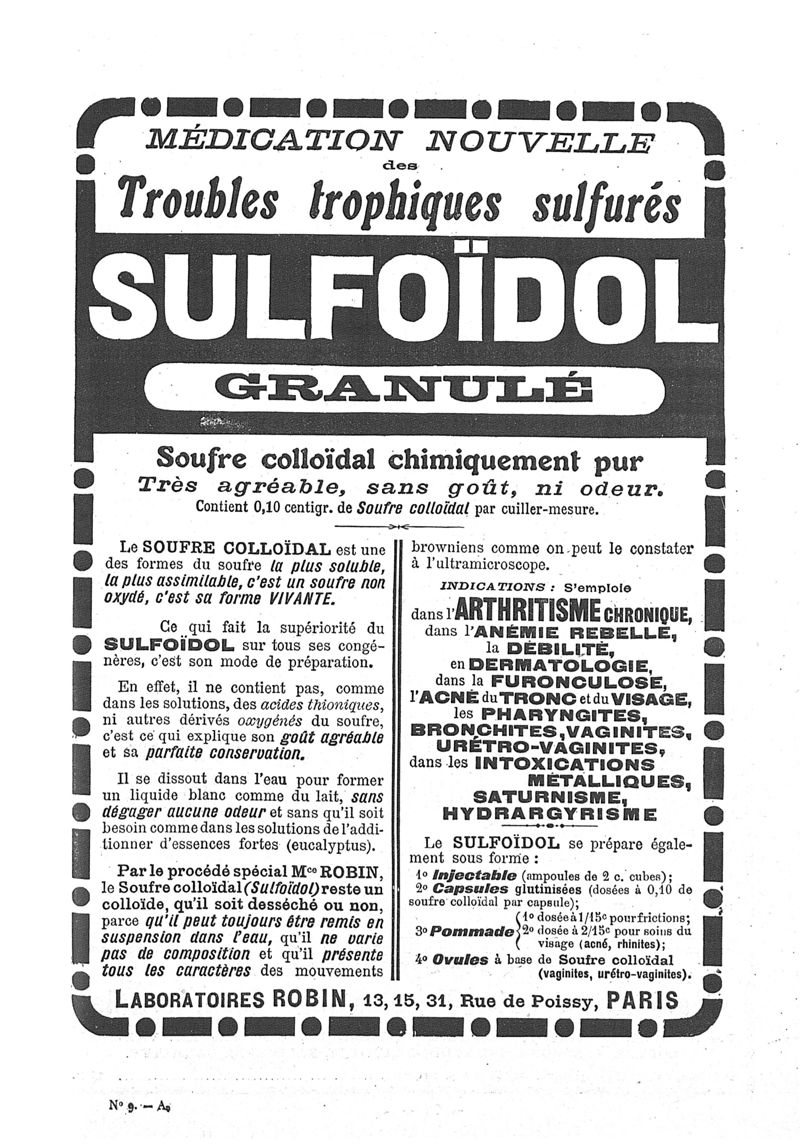 MÉDICATION NOUVELLE
des
Troubles trophiques sulfurés
SULFOÏDOL
GRANULÉ
Soufre colloïdal chimiquement pur
Très agréable, sans goût, ni odeur.
Contient 0,10 centigr. de Soufre colloïdal par cuiller-mesure.
Le SOUFRE COLLOÏDAL est une
des formes du soufre la plus soluble,
la plus assimilable, c'est un soufre non
oxydé, c'est sa forme VIVANTE.
Ce qui fait la supériorité du
SULFOÏDOL sur tous ses congé-
nères, c'est son mode de préparation.
En effet, il ne contient pas, comme
dans les solutions, des acides thioniques,
ni autres dérivés oxygénés du soufre,
c'est ce qui explique son goût agréable
et sa parfaite conservation.
Il se dissout dans l'eau pour former
un liquide blanc comme du lait, sans
dégager aucune odeur et sans qu'il soit
besoin comme dans les solutions de l'addi-
tionner d'essences fortes (eucalyptus).
Par le procédé spécial Mce ROBIN,
le Soufre colloïdal (Sulfoïdol) reste un
colloïde, qu'il soit desséché ou non,
parce qu'il peut toujours être remis en
suspension dans l'eau, qu'il ne varie
pas de composition et qu'il présente
tous les caractères des mouvements
browniens comme on peut le constater
à l'ultramicroscope.
INDICATIONS : S'emploie
dans l'ARTHRITISME CHRONIQUE,
dans l'ANÉMIE REBELLE,
la DÉBILITÉ,
en DERMATOLOGIE,
dans la FURONCULOSE,
l'ACNÉ du TRONC et du VISAGE,
les PHARYNGITES,
BRONCHITES, VAGINITES,
URÉTRO-VAGINITES,
dans les INTOXICATIONS
MÉTALLIQUES,
SATURNISME,
HYDRARGYRISME
Le SULFOÏDOL se prépare égale-
ment sous forme :
1o Injectable (ampoules de 2 c. cubes);
2o Capsules glutinisées (dosées à 0,10 de
soufre colloïdal par capsule);
3o Pommade { 1o dosée à 1/15e pour frictions;
2o dosée à 2/15e pour soins du
visage (acné, rhinites);
4o Ovules à base de Soufre colloïdal
(vaginites, urétro-vaginites).
LABORATOIRES ROBIN, 13, 15, 31, Rue de Poissy, PARIS
No 9. — A.